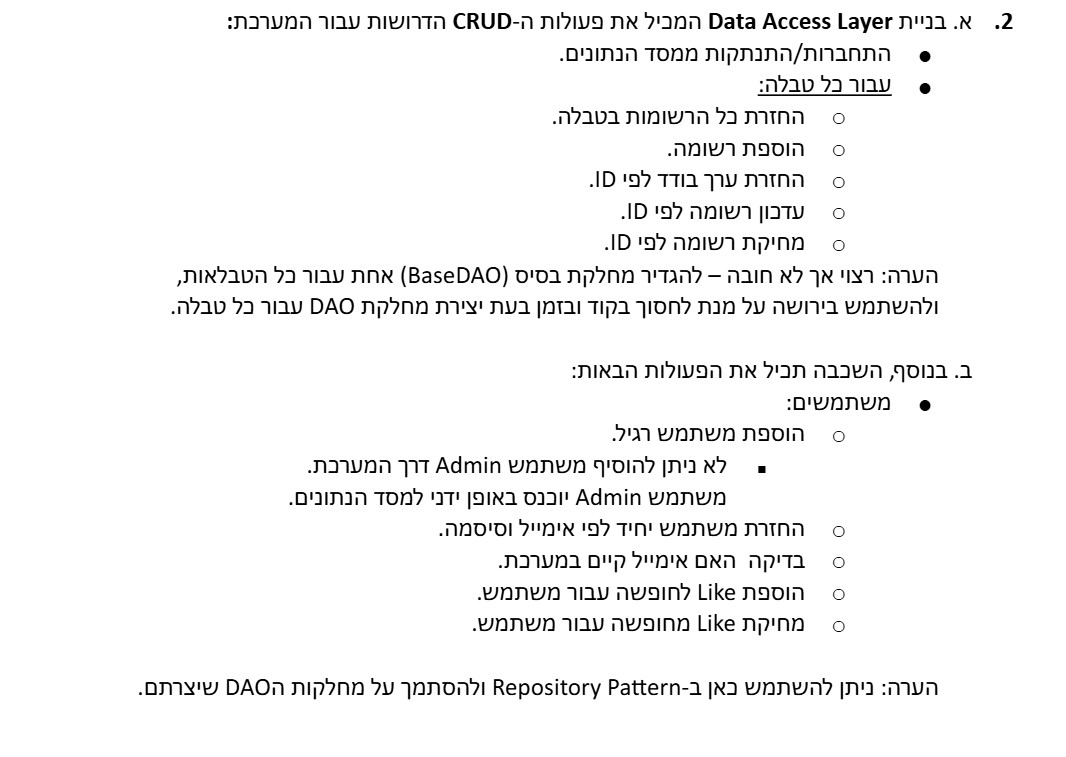 2. א. בניית Data Access Layer המכיל את פעולות ה-CRUD הדרושות עבור המערכת:
● התחברות/התנתקות ממסד הנתונים.
● עבור כל טבלה:
○ החזרת כל הרשומות בטבלה.
○ הוספת רשומה.
○ החזרת ערך בודד לפי ID.
○ עדכון רשומה לפי ID.
○ מחיקת רשומה לפי ID.
הערה: רצוי אך לא חובה – להגדיר מחלקת בסיס (BaseDAO) אחת עבור כל הטבלאות,
ולהשתמש בירושה על מנת לחסוך בקוד ובזמן בעת יצירת מחלקת DAO עבור כל טבלה.
ב. בנוסף, השכבה תכיל את הפעולות הבאות:
● משתמשים:
○ הוספת משתמש רגיל.
▪ לא ניתן להוסיף משתמש Admin דרך המערכת.
משתמש Admin יוכנס באופן ידני למסד הנתונים.
○ החזרת משתמש יחיד לפי אימייל וסיסמה.
○ בדיקה האם אימייל קיים במערכת.
○ הוספת Like לחופשה עבור משתמש.
○ מחיקת Like מחופשה עבור משתמש.
הערה: ניתן להשתמש כאן ב-Repository Pattern ולהסתמך על מחלקות הDAO שיצרתם.